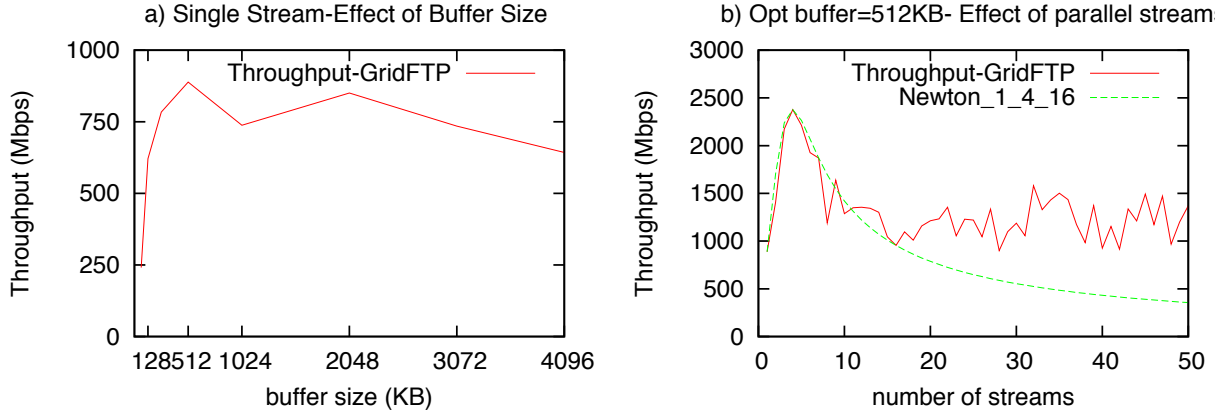 a) Single Stream-Effect of Buffer Size
1000
750
500
250
0
Throughput (Mbps)
Throughput-GridFTP
128 512 1024 2048 3072 4096
buffer size (KB)
b) Opt buffer=512KB- Effect of parallel streams
3000
2500
2000
1500
1000
500
0
Throughput (Mbps)
Throughput-GridFTP
Newton_1_4_16
0 10 20 30 40 50
number of streams